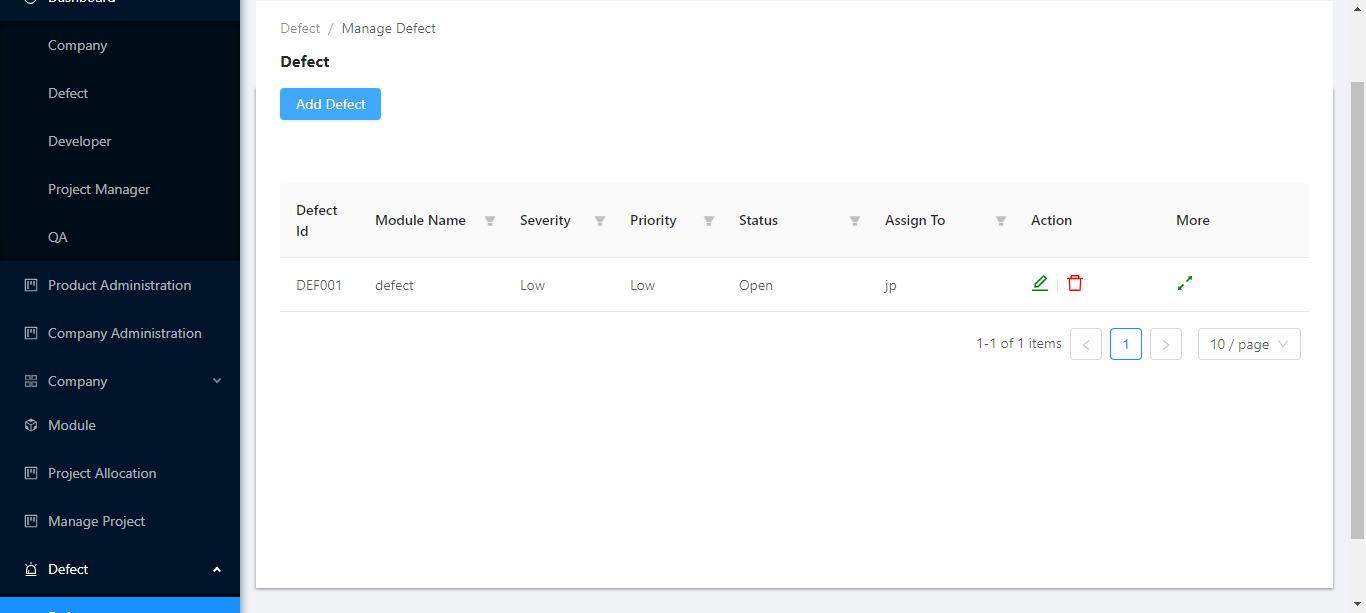 Company
Defect
Developer
Project Manager
QA
Product Administration
Company Administration
Company
Module
Project Allocation
Manage Project
Defect
Defect / Manage Defect
Defect
Add Defect
Defect Id
Module Name
Severity
Priority
Status
Assign To
Action
More
DEF001
defect
Low
Low
Open
jp
1-1 of 1 items
<
1
>
10 / page